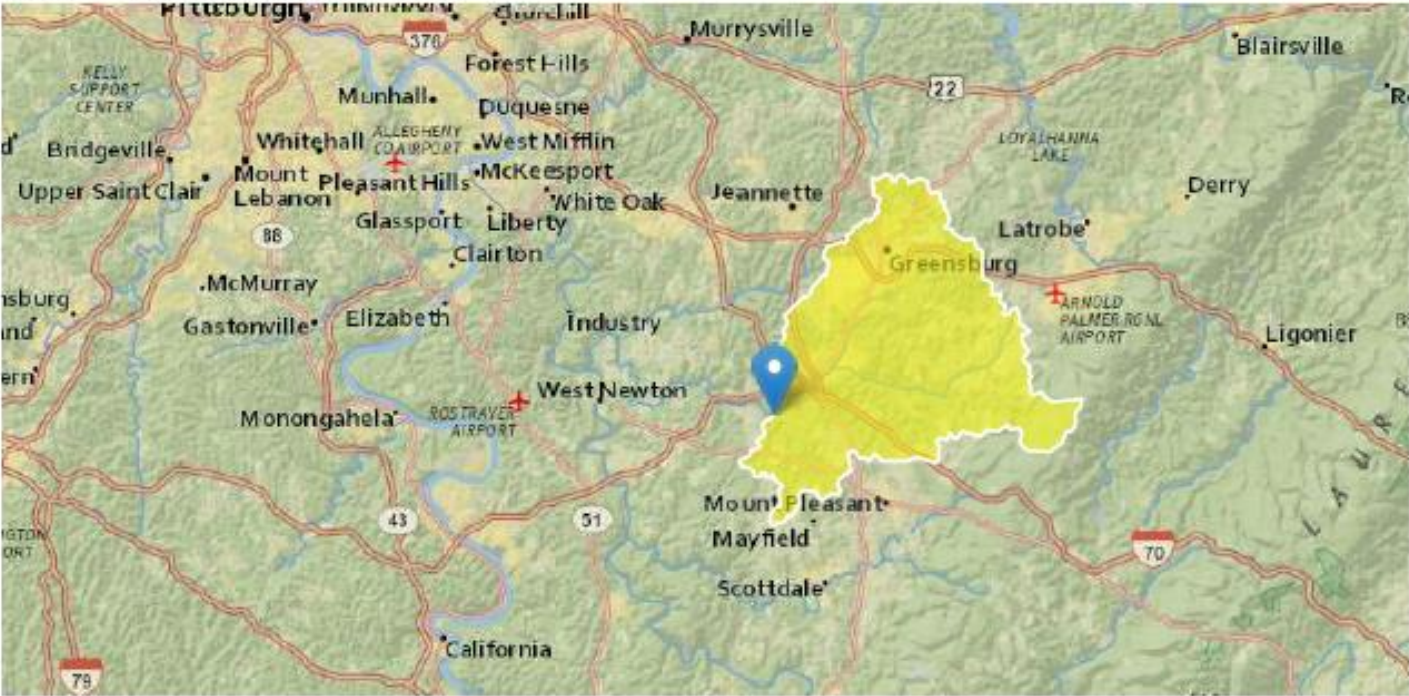 Pittsburgh
Wilkinsburg
Churchill
376
Murrysville
Blairsville
KELLY
SUPPORT
CENTER
Forest Hills
22
Munhall
Duquesne
Whitehall
ALLEGHENY
CO AIRPORT
West Mifflin
LOYALHANNA
LAKE
Bridgeville
Mount
Lebanon
Pleasant Hills
McKeesport
Upper Saint Clair
White Oak
Jeannette
Derry
Glassport
Liberty
Latrobe
88
Clairton
Greensburg
McMurray
Gastonville
Elizabeth
Industry
ARNOLD
PALMER RGNL
AIRPORT
Ligonier
West Newton
Monongahela
ROSTRAVER
AIRPORT
Mount Pleasant
43
51
Mayfield
70
Scottdale
California
79